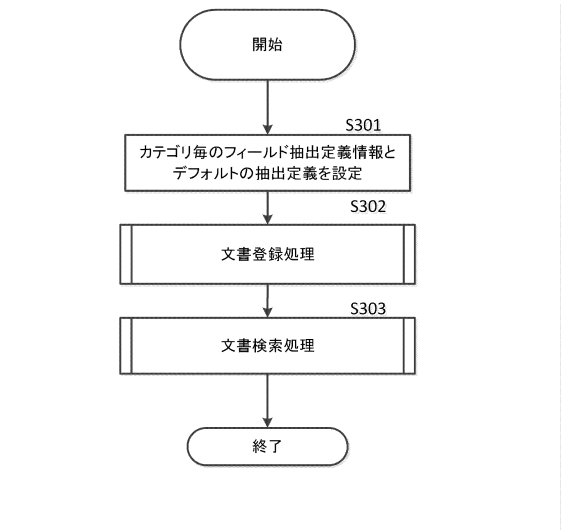 開始
S301
カテゴリ毎のフィールド抽出定義情報と
デフォルトの抽出定義を設定
S302
文書登録処理
S303
文書検索処理
終了